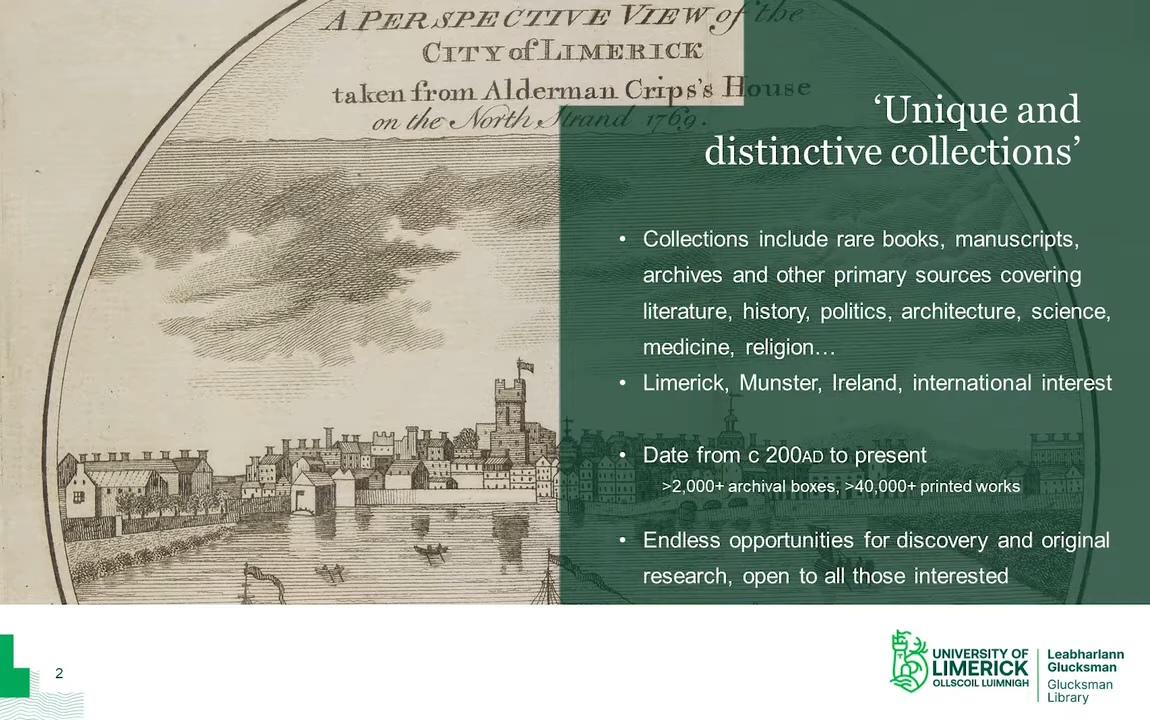 A PERSPECTIVE VIEW of the
CITY of LIMERICK
taken from Alderman Crips's House
on the North Strand 1769.
‘Unique and
distinctive collections’
• Collections include rare books, manuscripts,
archives and other primary sources covering
literature, history, politics, architecture, science,
medicine, religion…
• Limerick, Munster, Ireland, international interest
• Date from c 200AD to present
>2,000+ archival boxes, >40,000+ printed works
• Endless opportunities for discovery and original
research, open to all those interested
2
UNIVERSITY OF
LIMERICK
OLLSCOIL LUIMNIGH
Leabharlann
Glucksman
Glucksman
Library